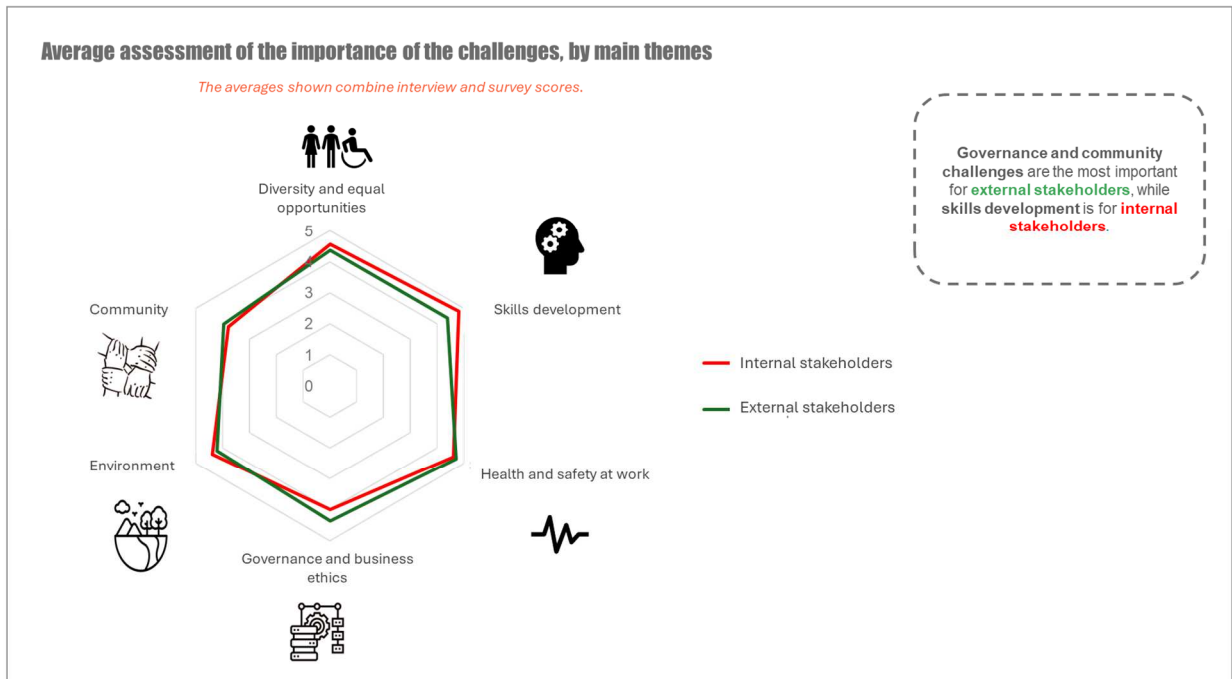 Average assessment of the importance of the challenges, by main themes
The averages shown combine interview and survey scores.
Diversity and equal
opportunities
5
4
3
2
1
0
Skills development
Community
Environment
Health and safety at work
Governance and business
ethics
Internal stakeholders
External stakeholders
Governance and community
challenges are the most important
for external stakeholders, while
skills development is for internal
stakeholders.